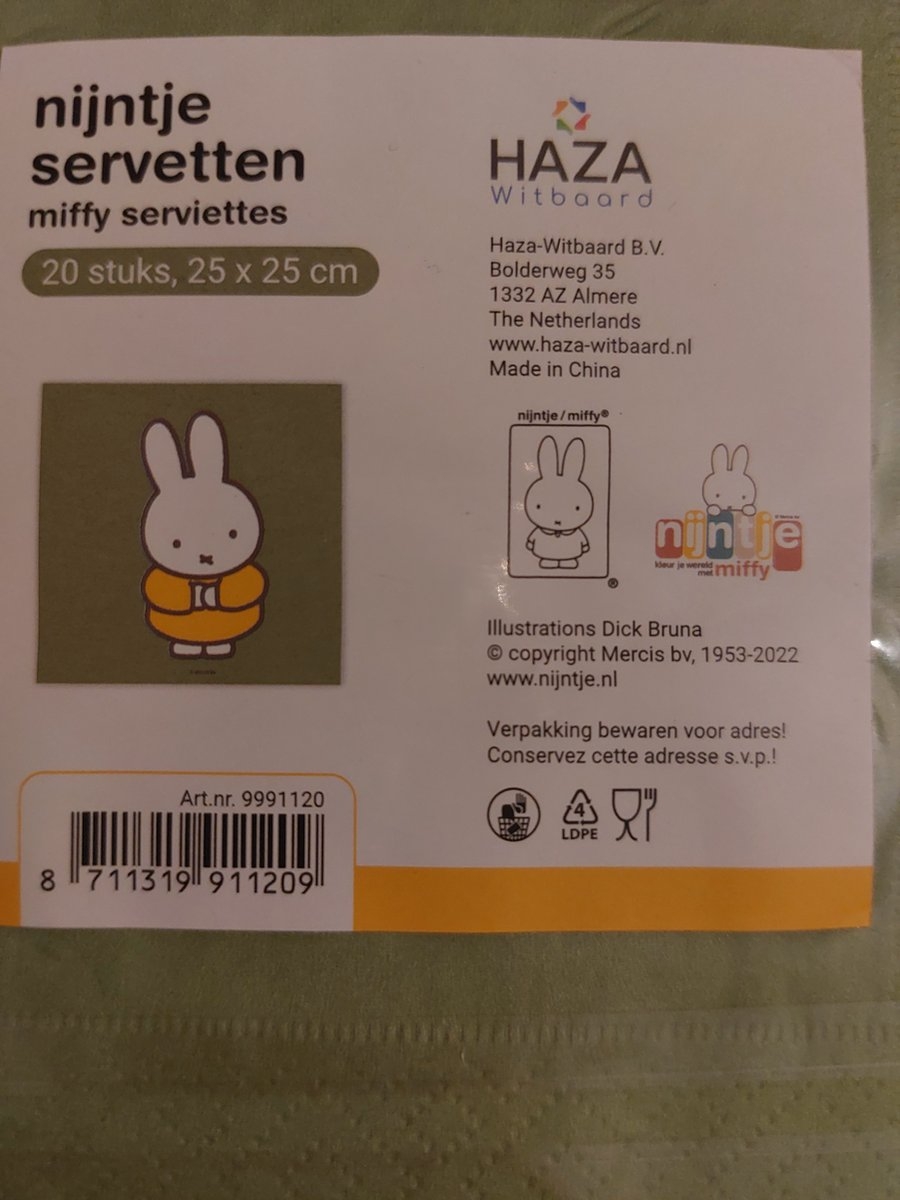 nijntje
servetten
miffy serviettes
20 stuks, 25 x 25 cm
Art.nr. 9991120
8 711319 911209
HAZA
Witbaard
Haza-Witbaard B.V.
Bolderweg 35
1332 AZ Almere
The Netherlands
www.haza-witbaard.nl
Made in China
nijntje / miffy®
®
nijntje
kleur je wereld
met miffy
Illustrations Dick Bruna
© copyright Mercis bv, 1953-2022
www.nijntje.nl
Verpakking bewaren voor adres!
Conservez cette adresse s.v.p.!
4
LDPE